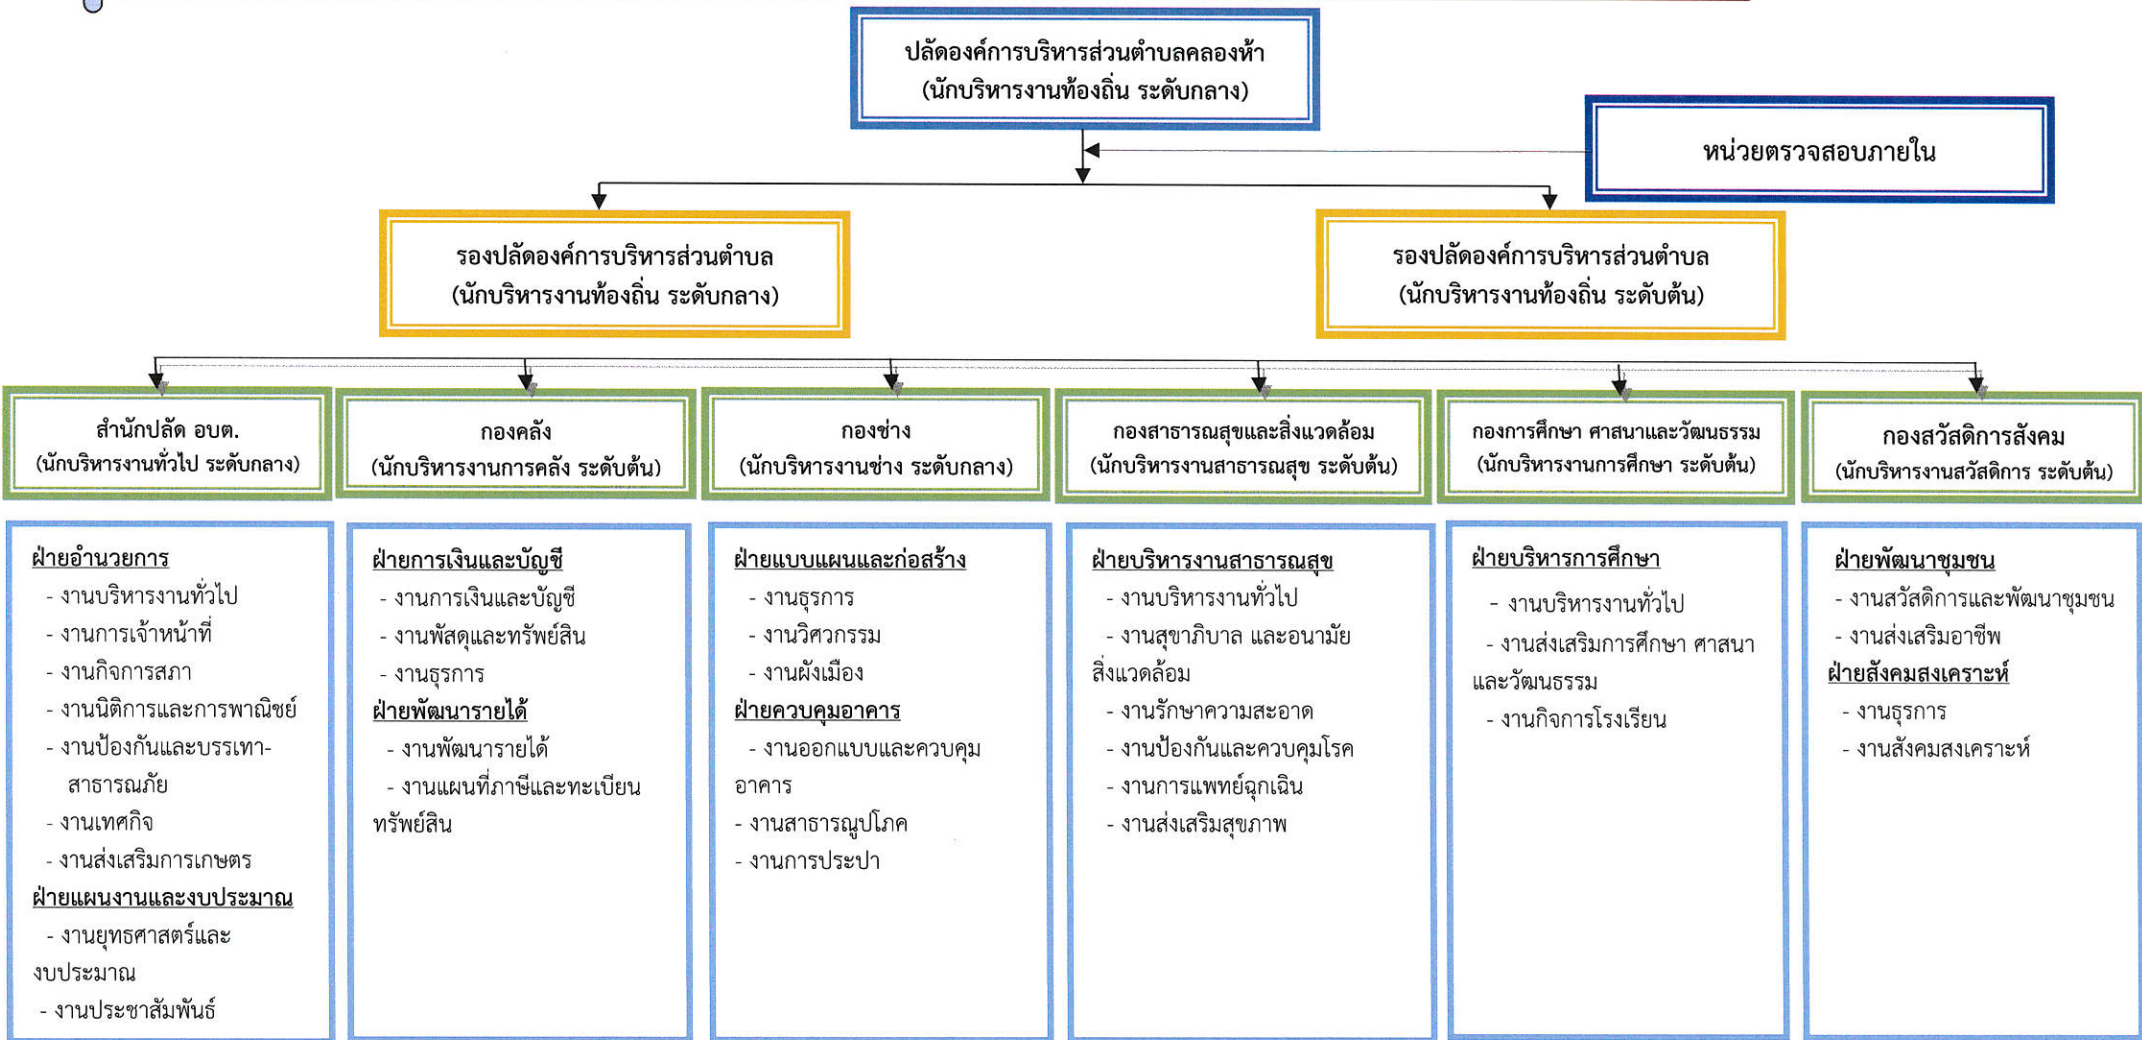 ปลัดองค์การบริหารส่วนตำบลคลองห้า
(นักบริหารงานท้องถิ่น ระดับกลาง)
หน่วยตรวจสอบภายใน
รองปลัดองค์การบริหารส่วนตำบล
(นักบริหารงานท้องถิ่น ระดับกลาง)
รองปลัดองค์การบริหารส่วนตำบล
(นักบริหารงานท้องถิ่น ระดับต้น)
สำนักปลัด อบต.
(นักบริหารงานทั่วไป ระดับกลาง)
กองคลัง
(นักบริหารงานการคลัง ระดับต้น)
กองช่าง
(นักบริหารงานช่าง ระดับกลาง)
กองสาธารณสุขและสิ่งแวดล้อม
(นักบริหารงานสาธารณสุข ระดับต้น)
กองการศึกษา ศาสนาและวัฒนธรรม
(นักบริหารงานการศึกษา ระดับต้น)
กองสวัสดิการสังคม
(นักบริหารงานสวัสดิการ ระดับต้น)
ฝ่ายอำนวยการ
- งานบริหารงานทั่วไป
- งานการเจ้าหน้าที่
- งานกิจการสภา
- งานนิติการและการพาณิชย์
- งานป้องกันและบรรเทา-
สาธารณภัย
- งานเทศกิจ
- งานส่งเสริมการเกษตร
ฝ่ายแผนงานและงบประมาณ
- งานยุทธศาสตร์และ
งบประมาณ
- งานประชาสัมพันธ์
ฝ่ายการเงินและบัญชี
- งานการเงินและบัญชี
- งานพัสดุและทรัพย์สิน
- งานธุรการ
ฝ่ายพัฒนารายได้
- งานพัฒนารายได้
- งานแผนที่ภาษีและทะเบียน
ทรัพย์สิน
ฝ่ายแบบแผนและก่อสร้าง
- งานธุรการ
- งานวิศวกรรม
- งานผังเมือง
ฝ่ายควบคุมอาคาร
- งานออกแบบและควบคุม
อาคาร
- งานสาธารณูปโภค
- งานการประปา
ฝ่ายบริหารงานสาธารณสุข
- งานบริหารงานทั่วไป
- งานสุขาภิบาล และอนามัย
สิ่งแวดล้อม
- งานรักษาความสะอาด
- งานป้องกันและควบคุมโรค
- งานการแพทย์ฉุกเฉิน
- งานส่งเสริมสุขภาพ
ฝ่ายบริหารการศึกษา
- งานบริหารงานทั่วไป
- งานส่งเสริมการศึกษา ศาสนา
และวัฒนธรรม
- งานกิจการโรงเรียน
ฝ่ายพัฒนาชุมชน
- งานสวัสดิการและพัฒนาชุมชน
- งานส่งเสริมอาชีพ
ฝ่ายสังคมสงเคราะห์
- งานธุรการ
- งานสังคมสงเคราะห์